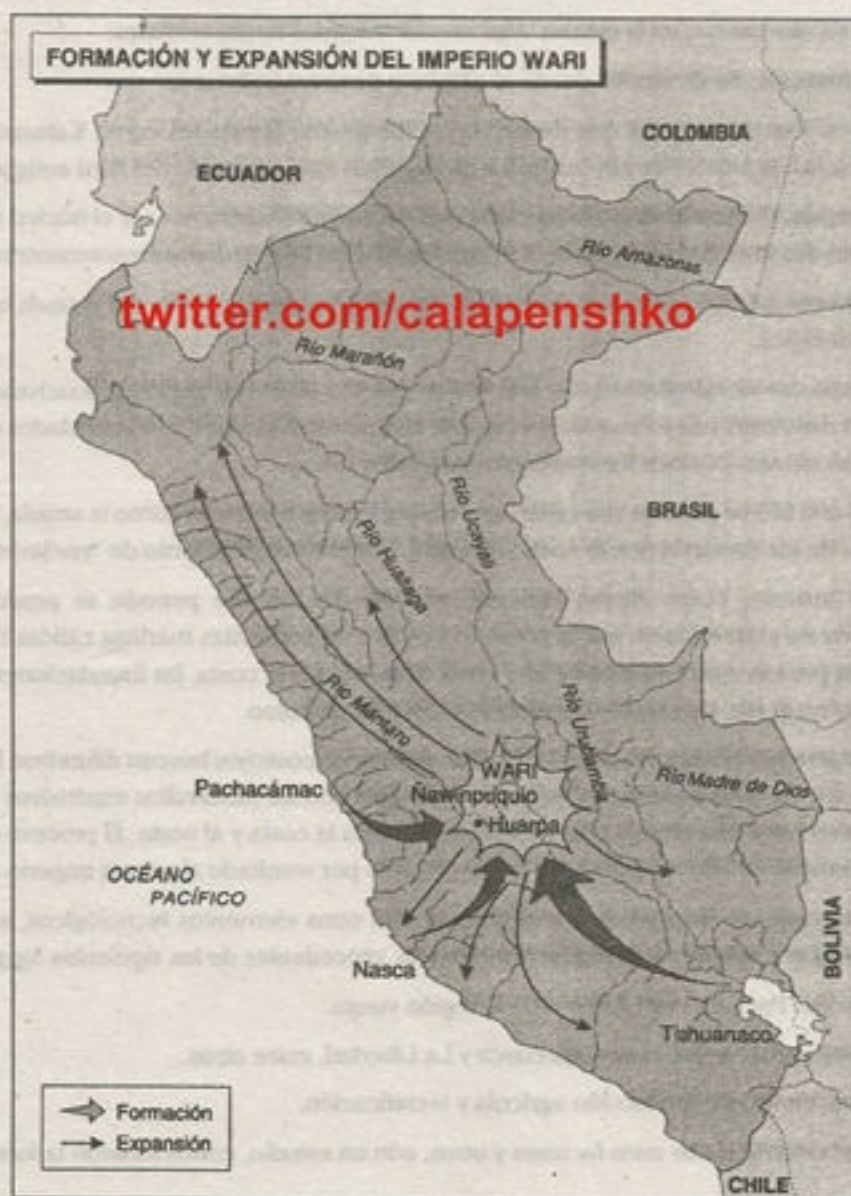 FORMACIÓN Y EXPANSIÓN DEL IMPERIO WARI
COLOMBIA
ECUADOR
Río Amazonas
twitter.com/calapenshko
Río Marañón
Río Ucayali
BRASIL
Río Huallaga
Río Mantaro
Río Urubamba
WARI
Río Madre de Dios
Pachacámac
Ñawinpuquio
Huarpa
OCÉANO
PACÍFICO
BOLIVIA
Nasca
Tiahuanaco
Formación
Expansión
CHILE